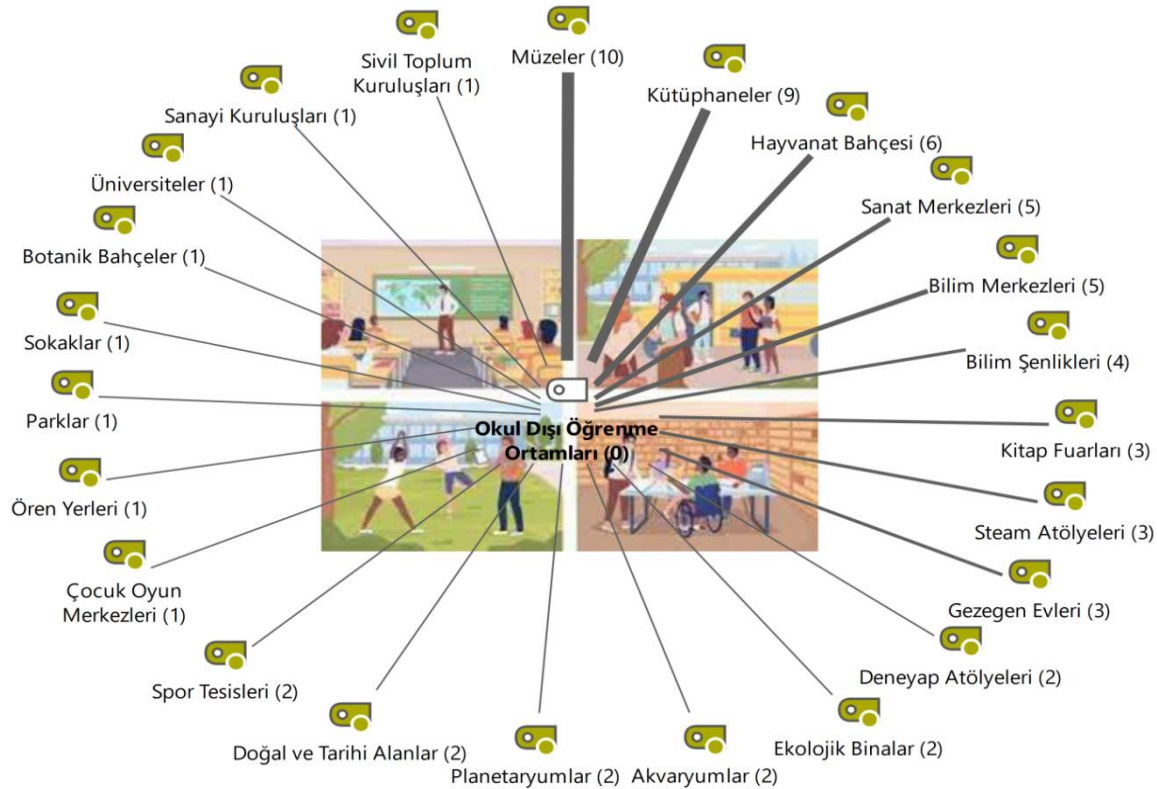 Müzeler (10)
Kütüphaneler (9)
Hayvanat Bahçesi (6)
Sanat Merkezleri (5)
Bilim Merkezleri (5)
Bilim Şenlikleri (4)
Kitap Fuarları (3)
Steam Atölyeleri (3)
Gezegen Evleri (3)
Deneyap Atölyeleri (2)
Ekolojik Binalar (2)
Akvaryumlar (2)
Planetaryumlar (2)
Doğal ve Tarihi Alanlar (2)
Spor Tesisleri (2)
Çocuk Oyun
Merkezleri (1)
Ören Yerleri (1)
Parklar (1)
Sokaklar (1)
Botanik Bahçeler (1)
Üniversiteler (1)
Sanayi Kuruluşları (1)
Sivil Toplum
Kuruluşları (1)
Okul Dışı Öğrenme
Ortamları (0)